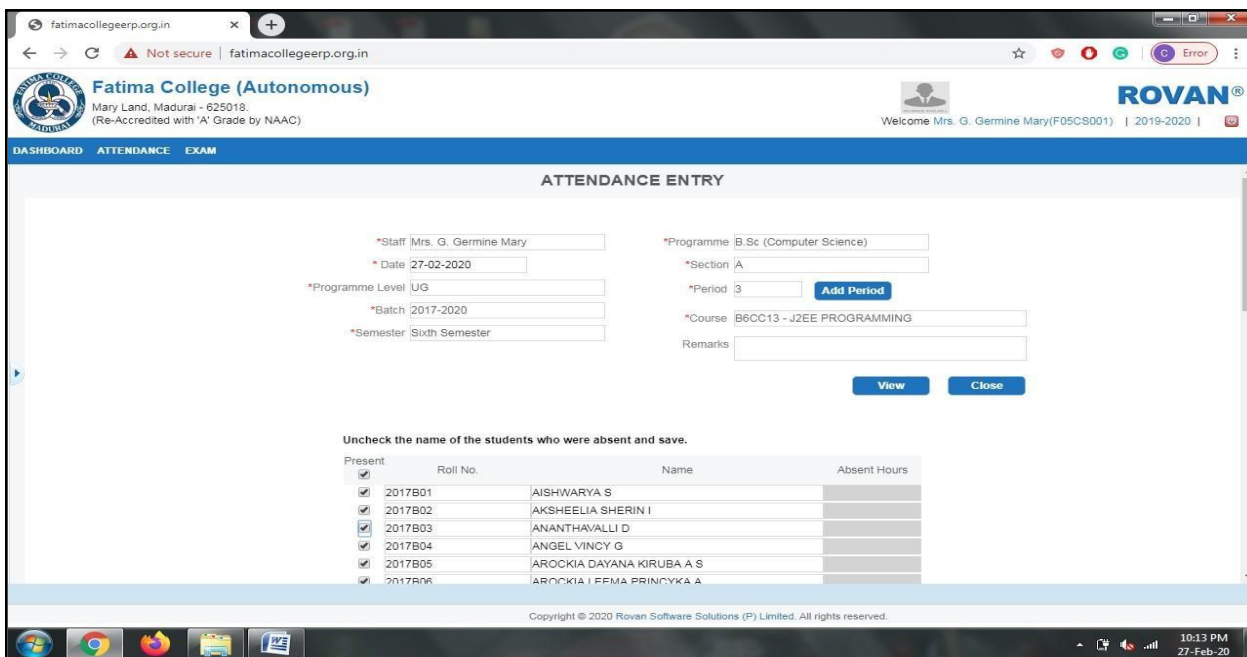 fatimacollegeerp.org.in
Not secure | fatimacollegeerp.org.in
Error
Fatima College (Autonomous)
Mary Land, Madurai - 625018.
(Re-Accredited with 'A' Grade by NAAC)
ROVAN®
Welcome Mrs. G. Germine Mary(F05CS001) | 2019-2020 |
DASHBOARD ATTENDANCE EXAM
ATTENDANCE ENTRY
*Staff Mrs. G. Germine Mary
*Programme B.Sc (Computer Science)
* Date 27-02-2020
*Section A
*Programme Level UG
*Period 3 Add Period
*Batch 2017-2020
*Course B6CC13 - J2EE PROGRAMMING
*Semester Sixth Semester
Remarks
View Close
Uncheck the name of the students who were absent and save.
Present Roll No. Name Absent Hours
2017B01 AISHWARYA S
2017B02 AKSHEELIA SHERIN I
2017B03 ANANTHAVALLI D
2017B04 ANGEL VINCY G
2017B05 AROCKIA DAYANA KIRUBA A S
2017B06 AROCKIA LEEMA PRINCYKA A
Copyright © 2020 Rovan Software Solutions (P) Limited. All rights reserved.
10:13 PM
27-Feb-20